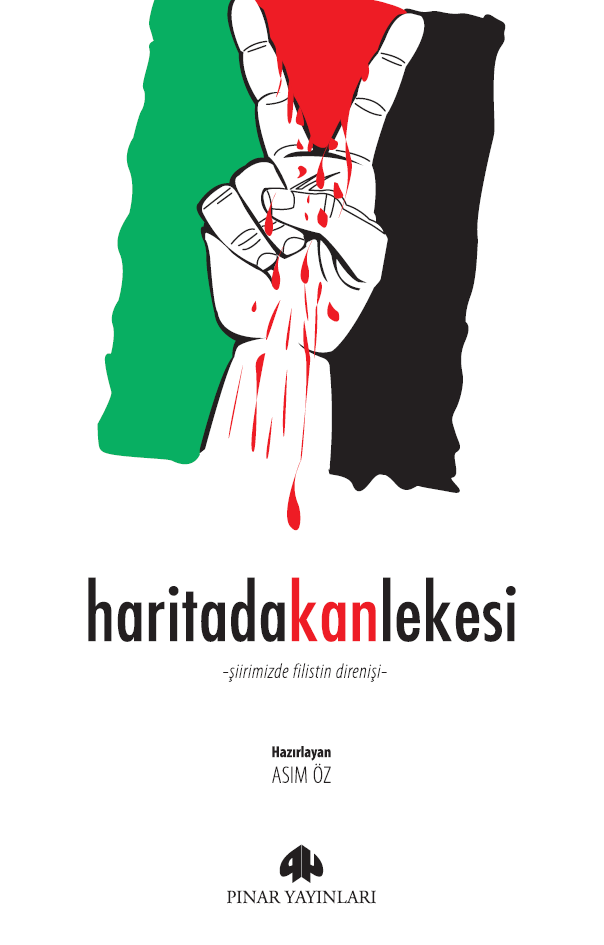 haritadakanlekesi
-şiirimizde filistin direnişi-
Hazırlayan
ASIM ÖZ
PINAR YAYINLARI